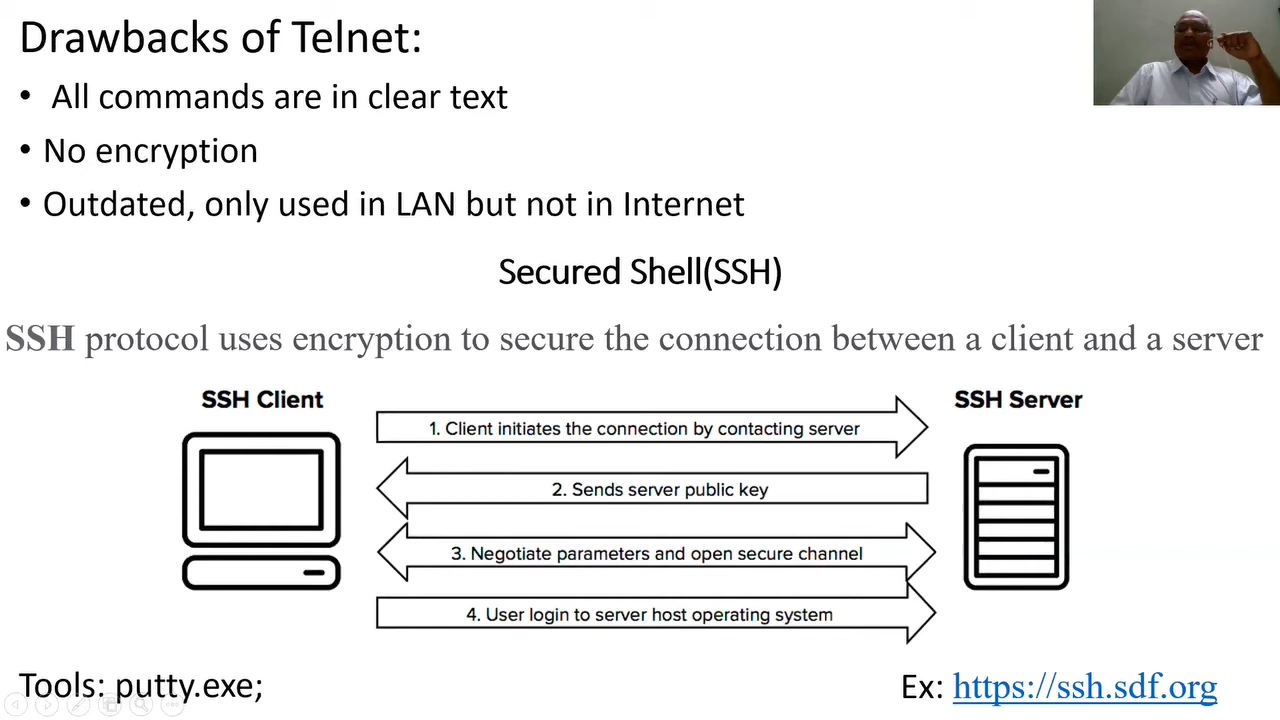 Drawbacks of Telnet:
• All commands are in clear text
• No encryption
• Outdated, only used in LAN but not in Internet
Secured Shell(SSH)
SSH protocol uses encryption to secure the connection between a client and a server
SSH Client
SSH Server
1. Client initiates the connection by contacting server
2. Sends server public key
3. Negotiate parameters and open secure channel
4. User login to server host operating system
Tools: putty.exe;
Ex: https://ssh.sdf.org